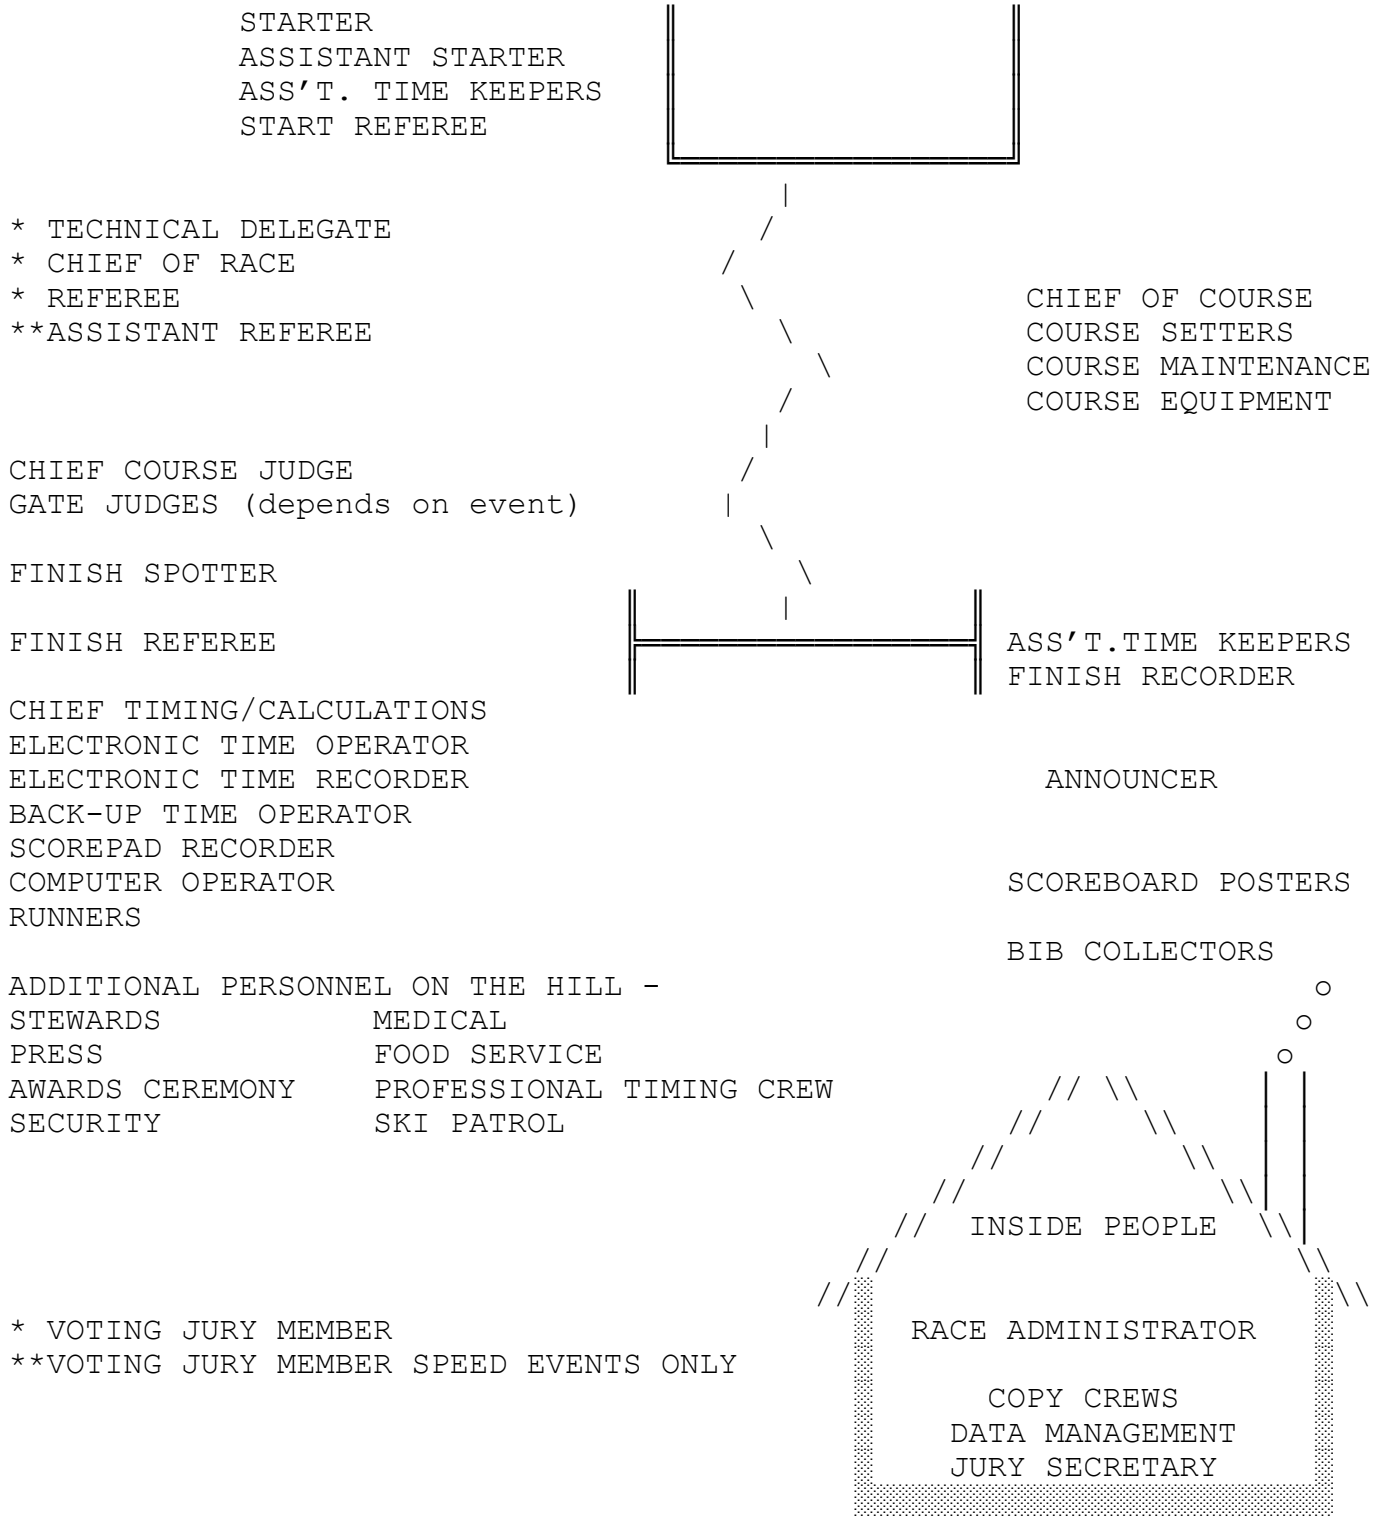 STARTER
ASSISTANT STARTER
ASS'T. TIME KEEPERS
START REFEREE
* TECHNICAL DELEGATE
* CHIEF OF RACE
* REFEREE
**ASSISTANT REFEREE
CHIEF OF COURSE
COURSE SETTERS
COURSE MAINTENANCE
COURSE EQUIPMENT
CHIEF COURSE JUDGE
GATE JUDGES (depends on event)
FINISH SPOTTER
FINISH REFEREE
ASS'T.TIME KEEPERS
FINISH RECORDER
CHIEF TIMING/CALCULATIONS
ELECTRONIC TIME OPERATOR
ELECTRONIC TIME RECORDER
BACK-UP TIME OPERATOR
SCOREPAD RECORDER
COMPUTER OPERATOR
RUNNERS
ANNOUNCER
SCOREBOARD POSTERS
BIB COLLECTORS
ADDITIONAL PERSONNEL ON THE HILL -
STEWARDS MEDICAL
PRESS FOOD SERVICE
AWARDS CEREMONY PROFESSIONAL TIMING CREW
SECURITY SKI PATROL
INSIDE PEOPLE
RACE ADMINISTRATOR
COPY CREWS
DATA MANAGEMENT
JURY SECRETARY
* VOTING JURY MEMBER
**VOTING JURY MEMBER SPEED EVENTS ONLY